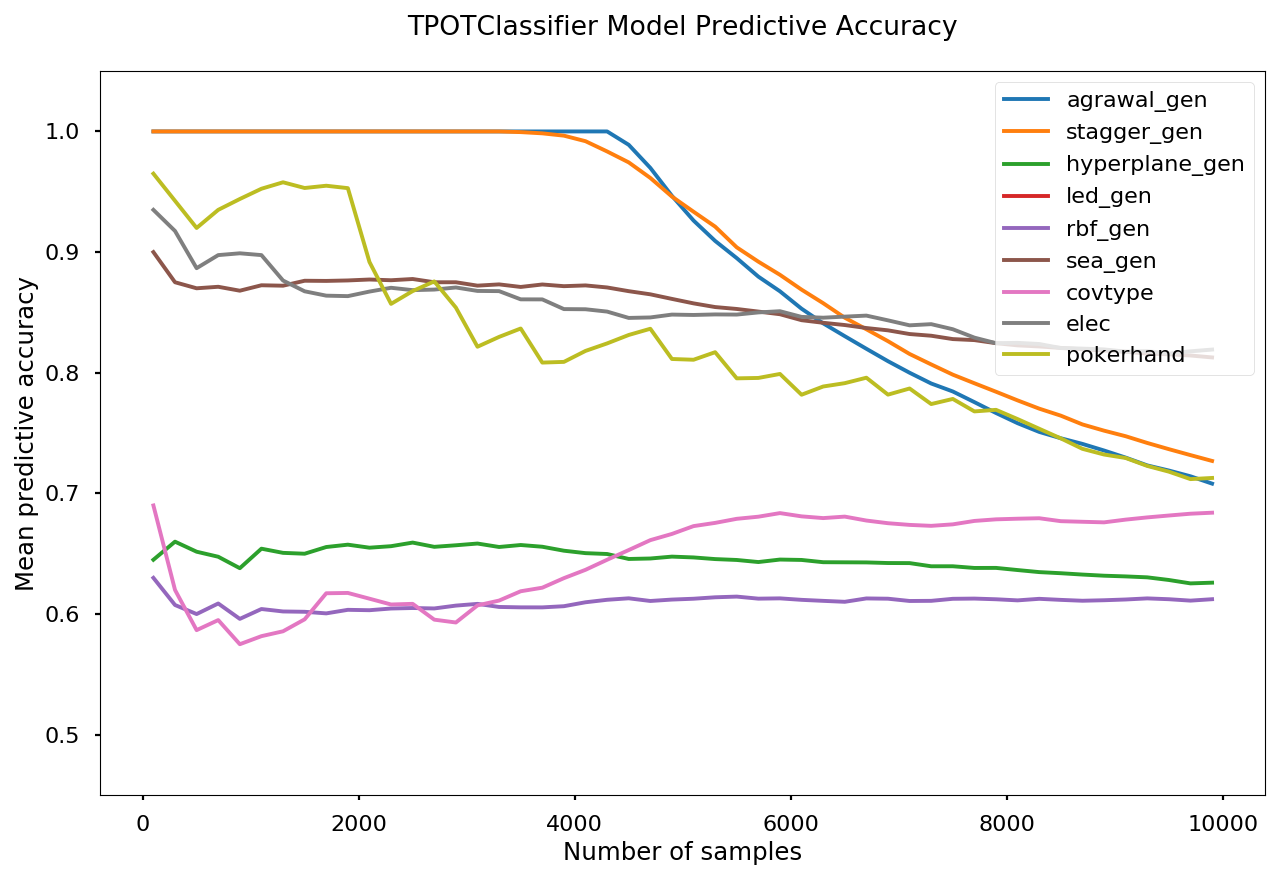 TPOTClassifier Model Predictive Accuracy
Mean predictive accuracy
1.0
0.9
0.8
0.7
0.6
0.5
agrawal_gen
stagger_gen
hyperplane_gen
led_gen
rbf_gen
sea_gen
covtype
elec
pokerhand
0 2000 4000 6000 8000 10000
Number of samples